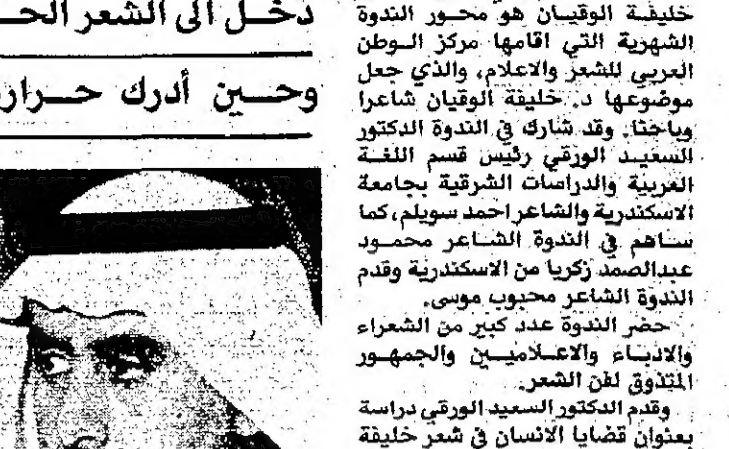 دخل الى الشعر الحـ
وحين أدرك حرار
خليفة الوقيان هو محور الندوة
الشهرية التي اقامها مركز الوطن
العربي للشعر والاعلام، والذي جعل
موضوعها د. خليفة الوقيان شاعرا
وباحثا. وقد شارك في الندوة الدكتور
السعيد الورقي رئيس قسم اللغة
العربية والدراسات الشرقية بجامعة
الاسكندرية والشاعر احمد سويلم، كما
ساهم في الندوة الشاعر محمود
عبدالصمد زكريا من الاسكندرية وقدم
الندوة الشاعر محبوب موسى.
حضر الندوة عدد كبير من الشعراء
والادباء والاعلاميين والجمهور
المتذوق لفن الشعر.
وقدم الدكتور السعيد الورقي دراسة
بعنوان قضايا الانسان في شعر خليفة